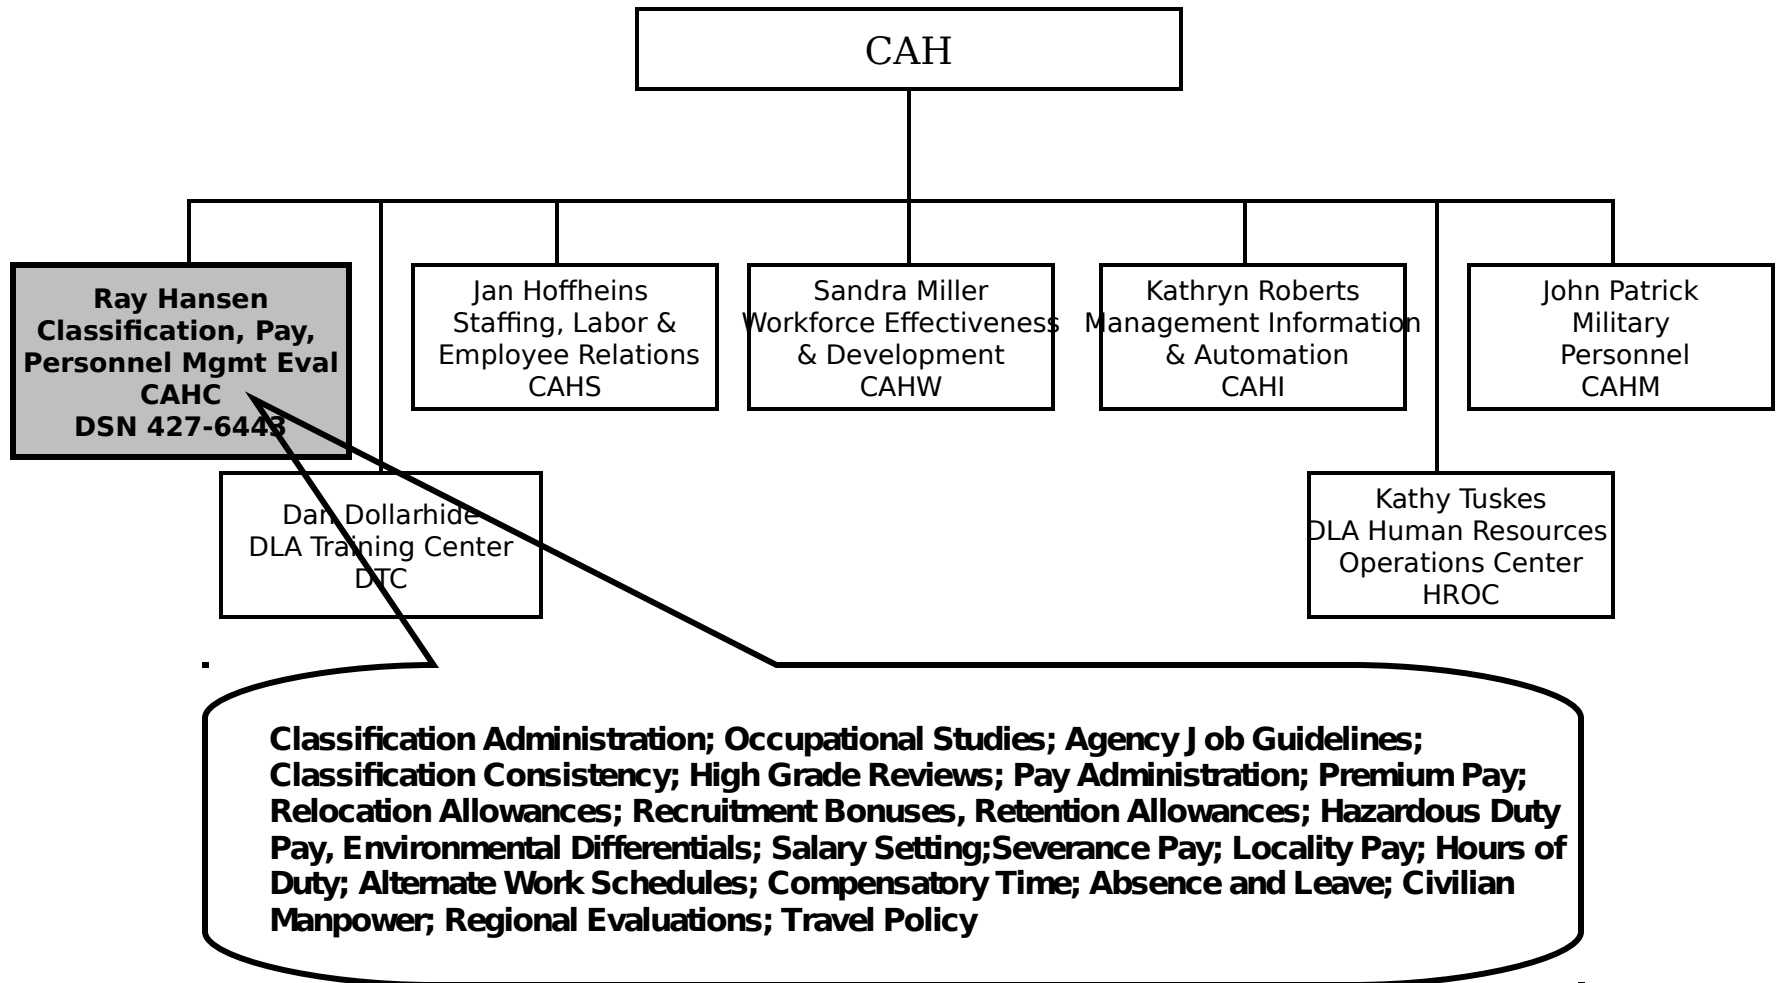 CAH
Ray Hansen
Classification, Pay,
Personnel Mgmt Eval
CAHC
DSN 427-6443
Jan Hoffheins
Staffing, Labor &
Employee Relations
CAHS
Sandra Miller
Workforce Effectiveness
& Development
CAHW
Kathryn Roberts
Management Information
& Automation
CAHI
John Patrick
Military
Personnel
CAHM
Dan Dollarhide
DLA Training Center
DTC
Kathy Tuskes
DLA Human Resources
Operations Center
HROC
Classification Administration; Occupational Studies; Agency Job Guidelines;
Classification Consistency; High Grade Reviews; Pay Administration; Premium Pay;
Relocation Allowances; Recruitment Bonuses, Retention Allowances; Hazardous Duty
Pay, Environmental Differentials; Salary Setting;Severance Pay; Locality Pay; Hours of
Duty; Alternate Work Schedules; Compensatory Time; Absence and Leave; Civilian
Manpower; Regional Evaluations; Travel Policy